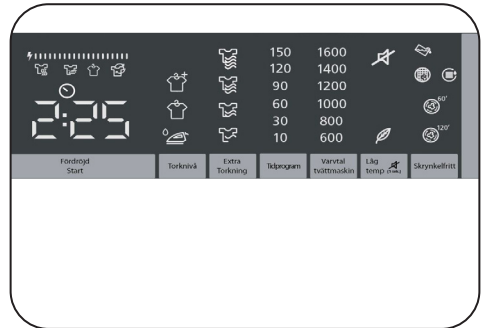 150 1600
120 1400
90 1200
60 1000 60'
30 800
10 600 120'
2:25
Fördröjd
Start
Torknivå
Extra
Torkning
Tidprogram
Varvtal
tvättmaskin
Låg
temp
Skrynkelfritt